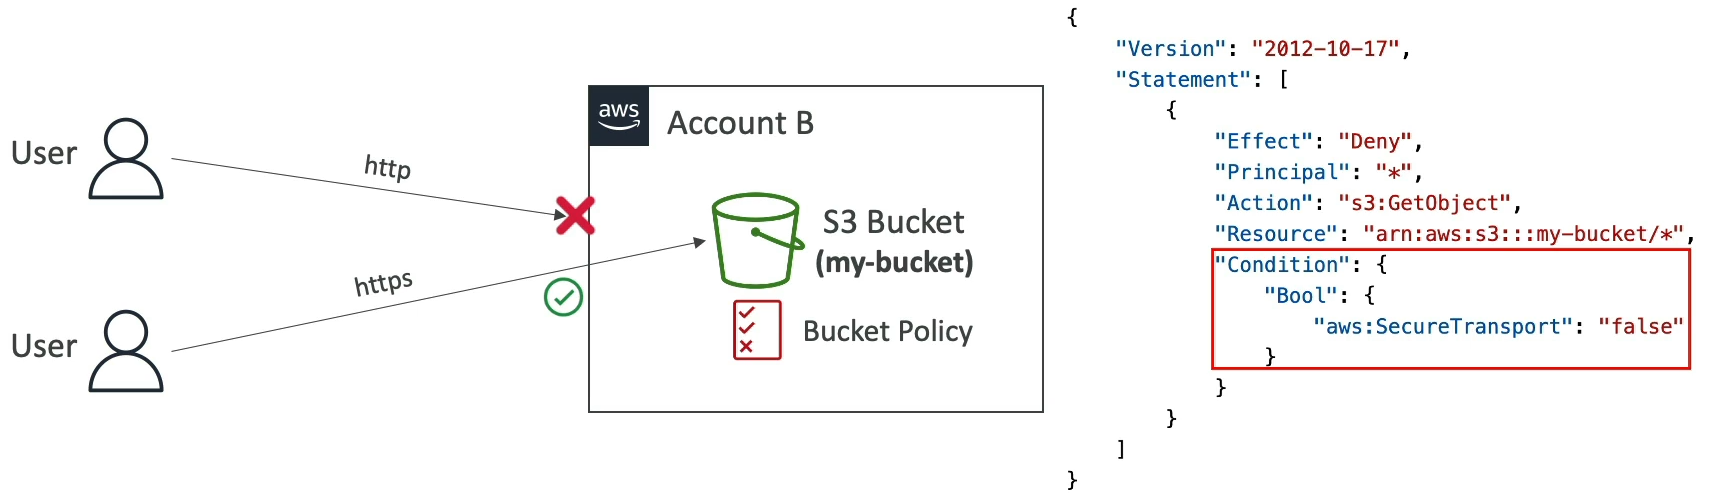 User
http
User
https
aws
Account B
S3 Bucket
(my-bucket)
Bucket Policy
{
    "Version": "2012-10-17",
    "Statement": [
        {
            "Effect": "Deny",
            "Principal": "*",
            "Action": "s3:GetObject",
            "Resource": "arn:aws:s3:::my-bucket/*",
            "Condition": {
                "Bool": {
                    "aws:SecureTransport": "false"
                }
            }
        }
    ]
}